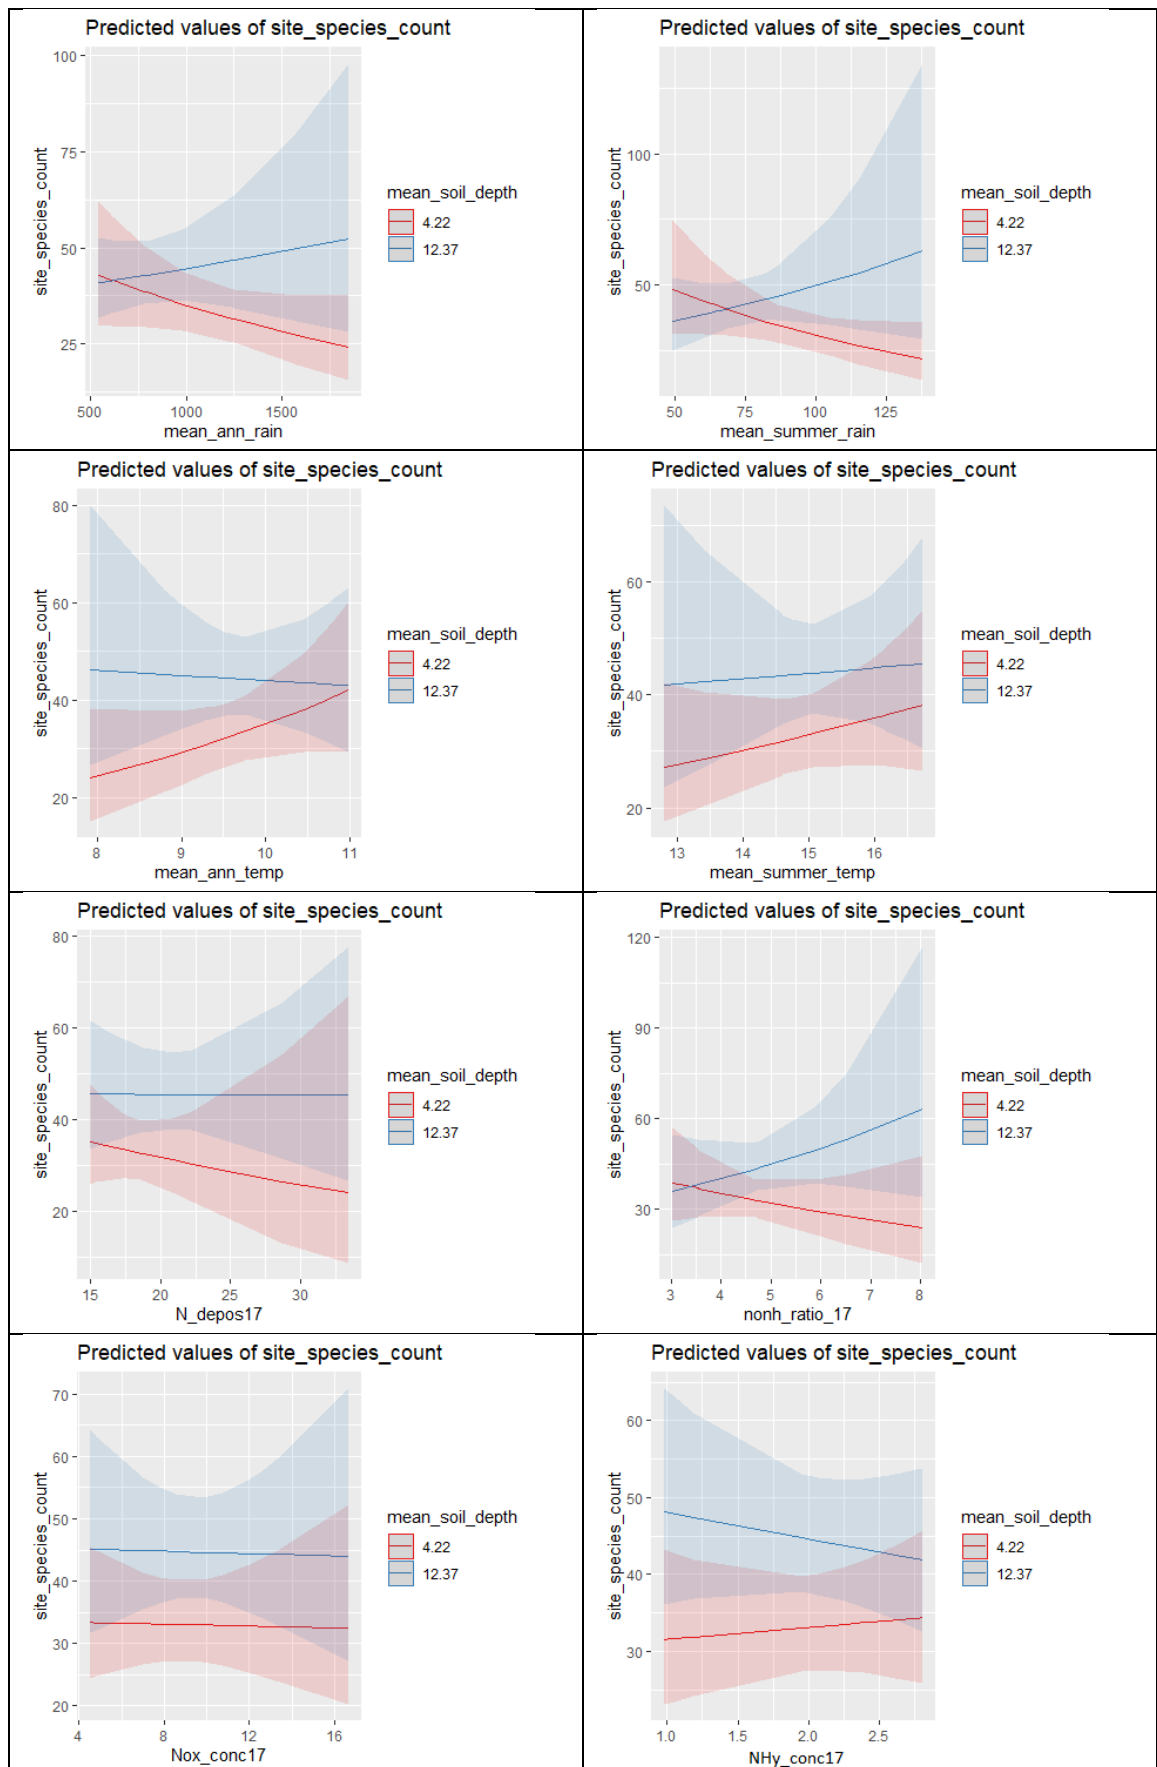 Predicted values of site_species_count
100
75
50
25
site_species_count
500 1000 1500
mean_ann_rain
mean_soil_depth
4.22
12.37
Predicted values of site_species_count
100
50
site_species_count
50 75 100 125
mean_summer_rain
mean_soil_depth
4.22
12.37
Predicted values of site_species_count
80
60
40
20
site_species_count
8 9 10 11
mean_ann_temp
mean_soil_depth
4.22
12.37
Predicted values of site_species_count
60
40
20
site_species_count
13 14 15 16
mean_summer_temp
mean_soil_depth
4.22
12.37
Predicted values of site_species_count
80
60
40
20
site_species_count
15 20 25 30
N_depos17
mean_soil_depth
4.22
12.37
Predicted values of site_species_count
120
90
60
30
site_species_count
3 4 5 6 7 8
nonh_ratio_17
mean_soil_depth
4.22
12.37
Predicted values of site_species_count
70
60
50
40
30
20
site_species_count
4 8 12 16
Nox_conc17
mean_soil_depth
4.22
12.37
Predicted values of site_species_count
60
50
40
30
site_species_count
1.0 1.5 2.0 2.5
NHy_conc17
mean_soil_depth
4.22
12.37